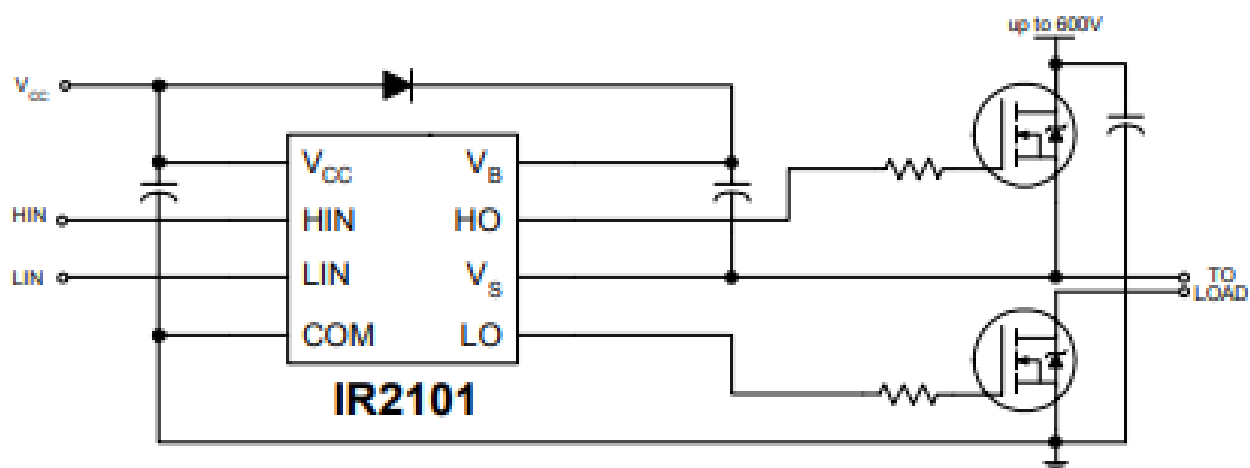 up to 600V
VCC
VCC VB
HIN HIN HO
LIN LIN VS
TO
LOAD
COM LO
IR2101